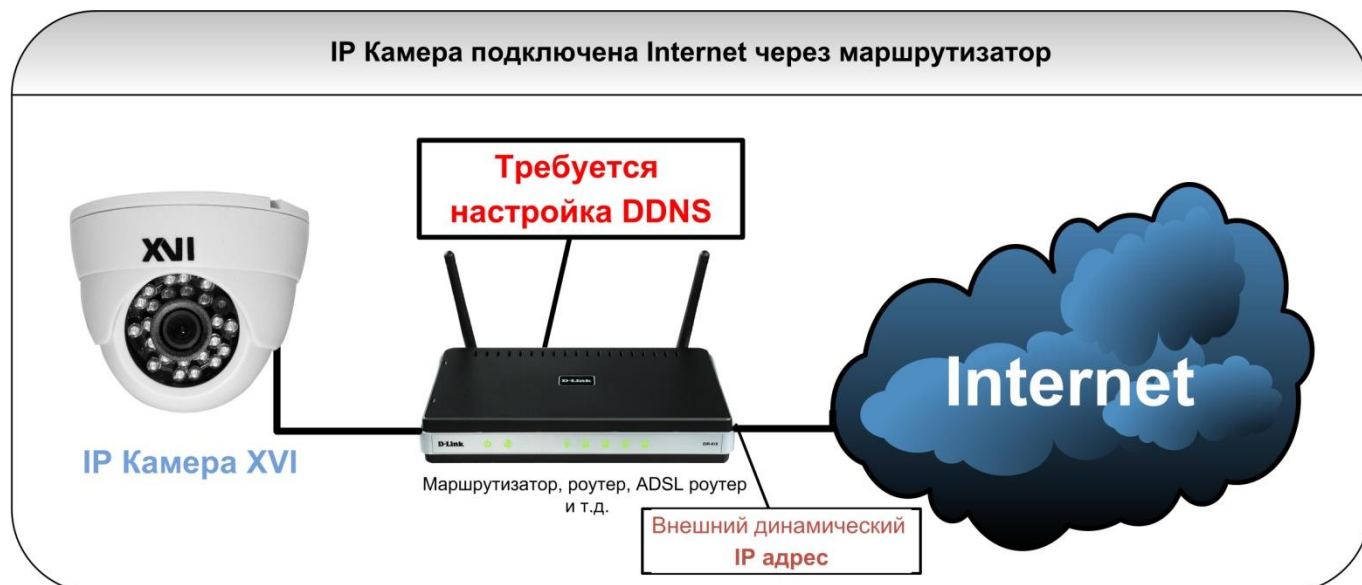 IP Камера подключена Internet через маршрутизатор
Требуется
настройка DDNS
XVI
D-Link
Internet
D-Link
IP Камера XVI
Маршрутизатор, роутер, ADSL роутер
и т.д.
Внешний динамический
IP адрес